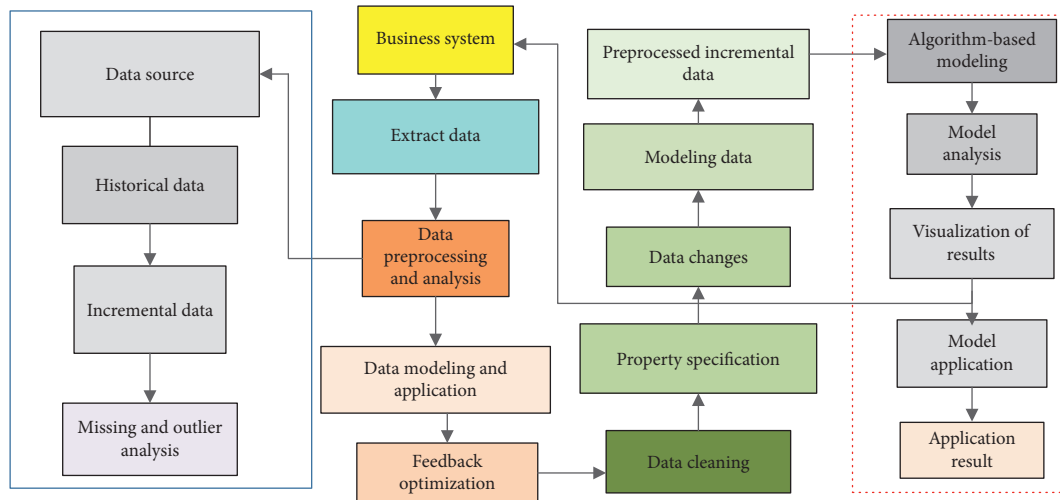 Data source
Historical data
Incremental data
Missing and outlier
analysis
Business system
Extract data
Data
preprocessing
and analysis
Data modeling and
application
Feedback
optimization
Preprocessed incremental
data
Modeling data
Data changes
Property specification
Data cleaning
Algorithm-based
modeling
Model
analysis
Visualization of
results
Model
application
Application
result